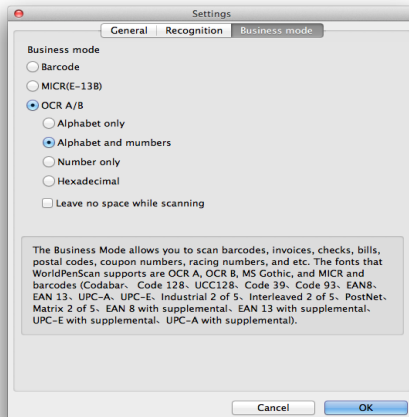 Settings
General Recognition Business mode
Business mode
Barcode
MICR(E-13B)
OCR A/B
Alphabet only
Alphabet and mumbers
Number only
Hexadecimal
Leave no space while scanning
The Business Mode allows you to scan barcodes, invoices, checks, bills,
postal codes, coupon numbers, racing numbers, and etc. The fonts that
WorldPenScan supports are OCR A, OCR B, MS Gothic, and MICR and
barcodes (Codabar、 Code 128、 UCC128、 Code 39、 Code 93、 EAN8、
EAN 13、 UPC-A、 UPC-E、 Industrial 2 of 5、 Interleaved 2 of 5、 PostNet、
Matrix 2 of 5、 EAN 8 with supplemental、 EAN 13 with supplemental、
UPC-E with supplemental、 UPC-A with supplemental).
Cancel OK